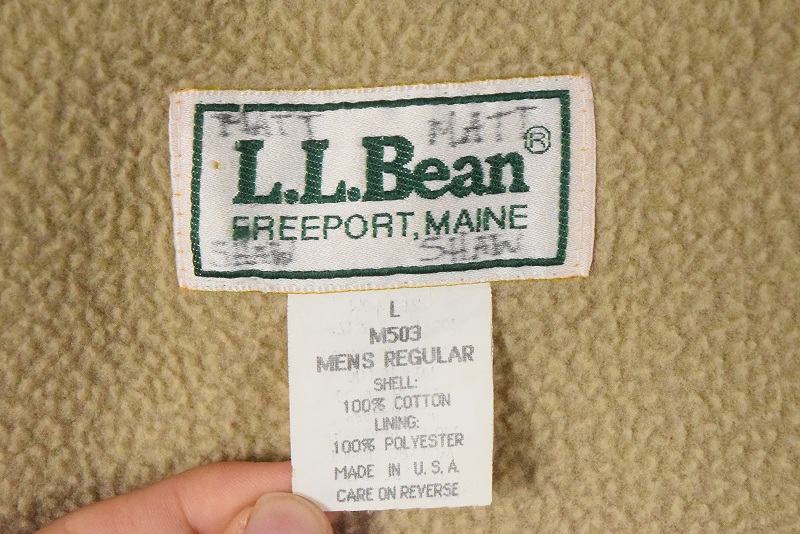 MATT MATT
L.L.Bean®
FREEPORT, MAINE
SHAW SHAW
L
M503
MENS REGULAR
SHELL:
100% COTTON
LINING:
100% POLYESTER
MADE IN U.S.A.
CARE ON REVERSE